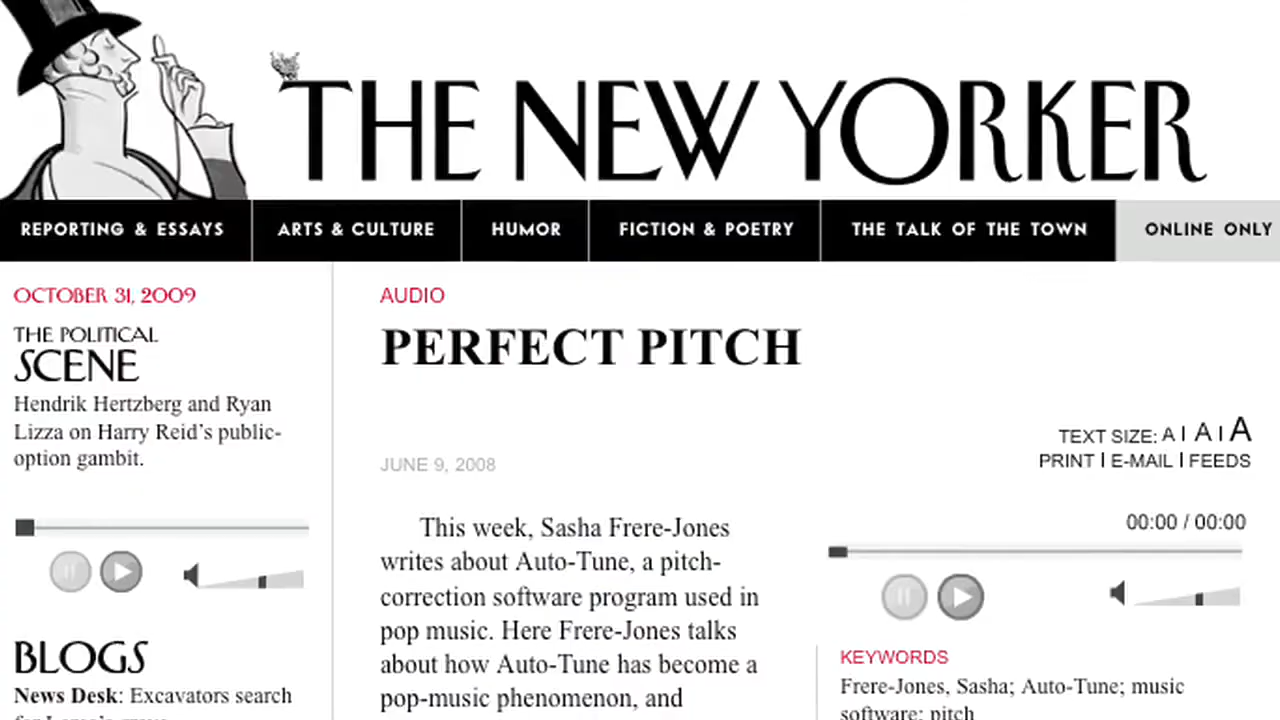 THE NEW YORKER
REPORTING & ESSAYS
ARTS & CULTURE
HUMOR
FICTION & POETRY
THE TALK OF THE TOWN
ONLINE ONLY
OCTOBER 31, 2009
THE POLITICAL
SCENE
Hendrik Hertzberg and Ryan
Lizza on Harry Reid’s public-
option gambit.
BLOGS
News Desk: Excavators search
AUDIO
PERFECT PITCH
JUNE 9, 2008
TEXT SIZE: A | A | A
PRINT | E-MAIL | FEEDS
This week, Sasha Frere-Jones
writes about Auto-Tune, a pitch-
correction software program used in
pop music. Here Frere-Jones talks
about how Auto-Tune has become a
pop-music phenomenon, and
00:00 / 00:00
KEYWORDS
Frere-Jones, Sasha; Auto-Tune; music
software; pitch